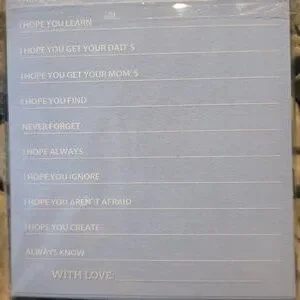 I HOPE YOU LEARN
I HOPE YOU GET YOUR DAD'S
I HOPE YOU GET YOUR MOM'S
I HOPE YOU FIND
NEVER FORGET
I HOPE ALWAYS
I HOPE YOU IGNORE
I HOPE YOU AREN'T AFRAID
I HOPE YOU CREATE
ALWAYS KNOW
WITH LOVE: